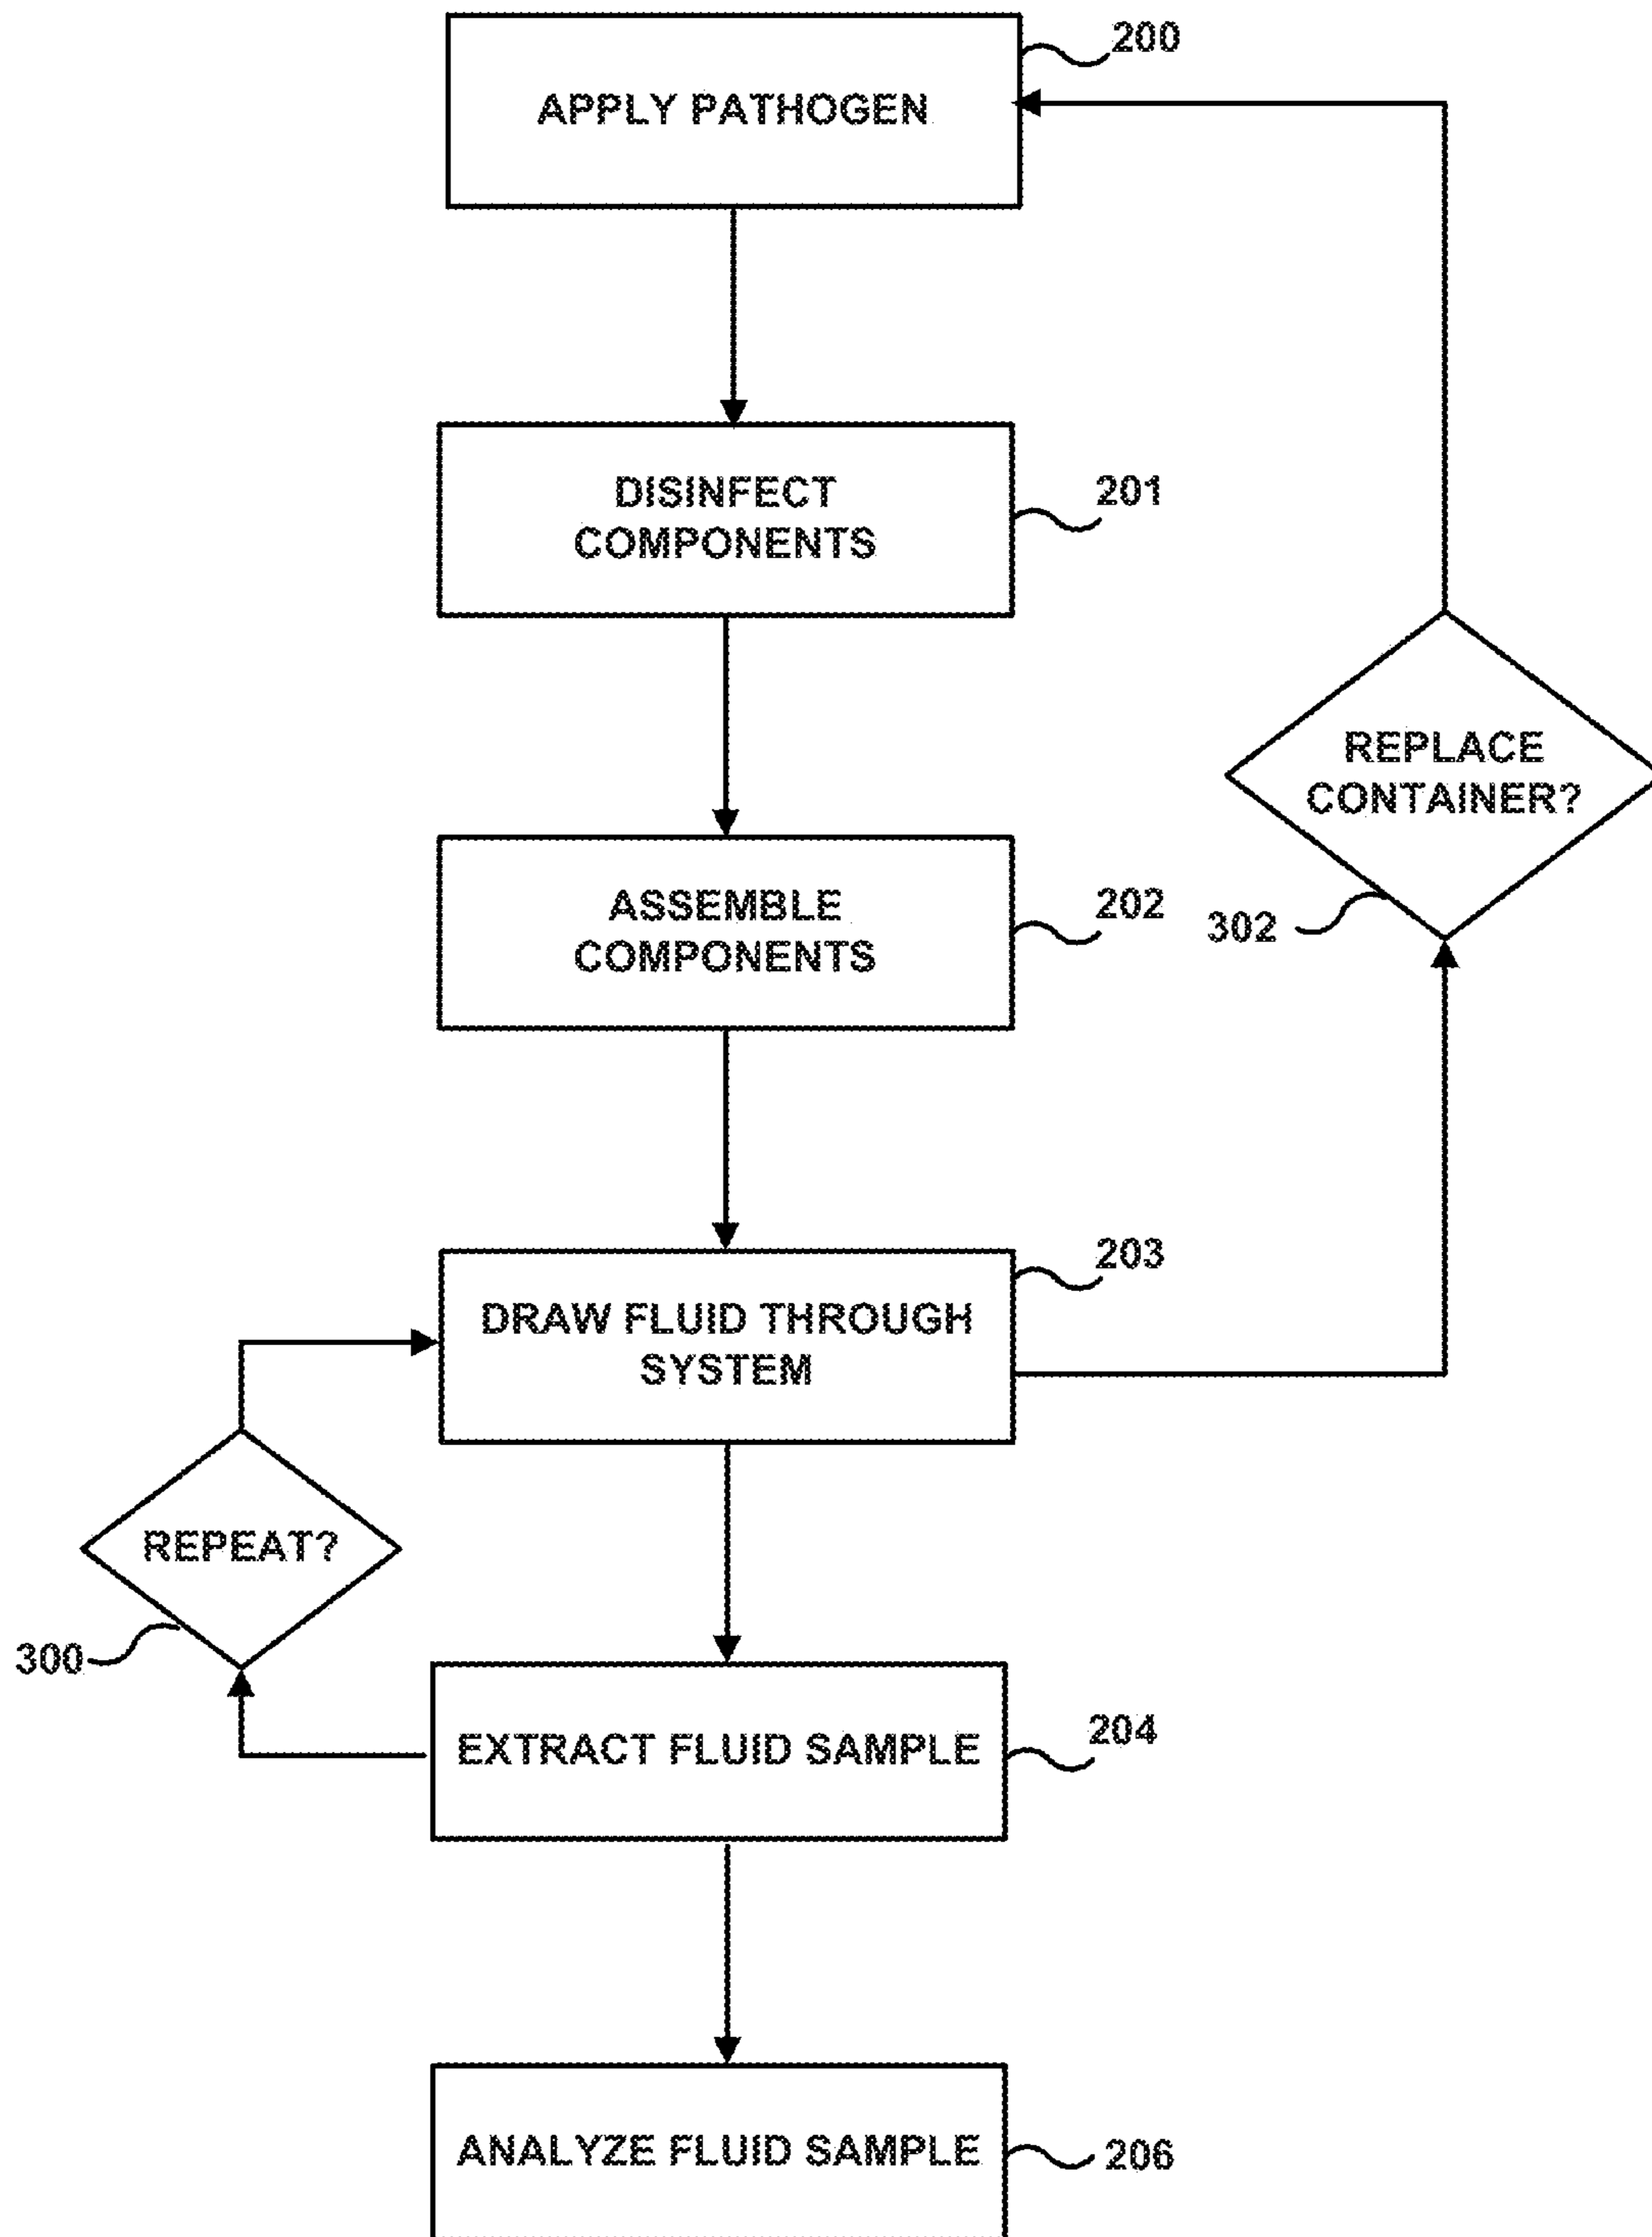 200
APPLY PATHOGEN
DISINFECT
COMPONENTS
201
REPLACE
CONTAINER?
302
ASSEMBLE
COMPONENTS
202
203
DRAW FLUID THROUGH
SYSTEM
REPEAT?
300
EXTRACT FLUID SAMPLE
204
ANALYZE FLUID SAMPLE
206